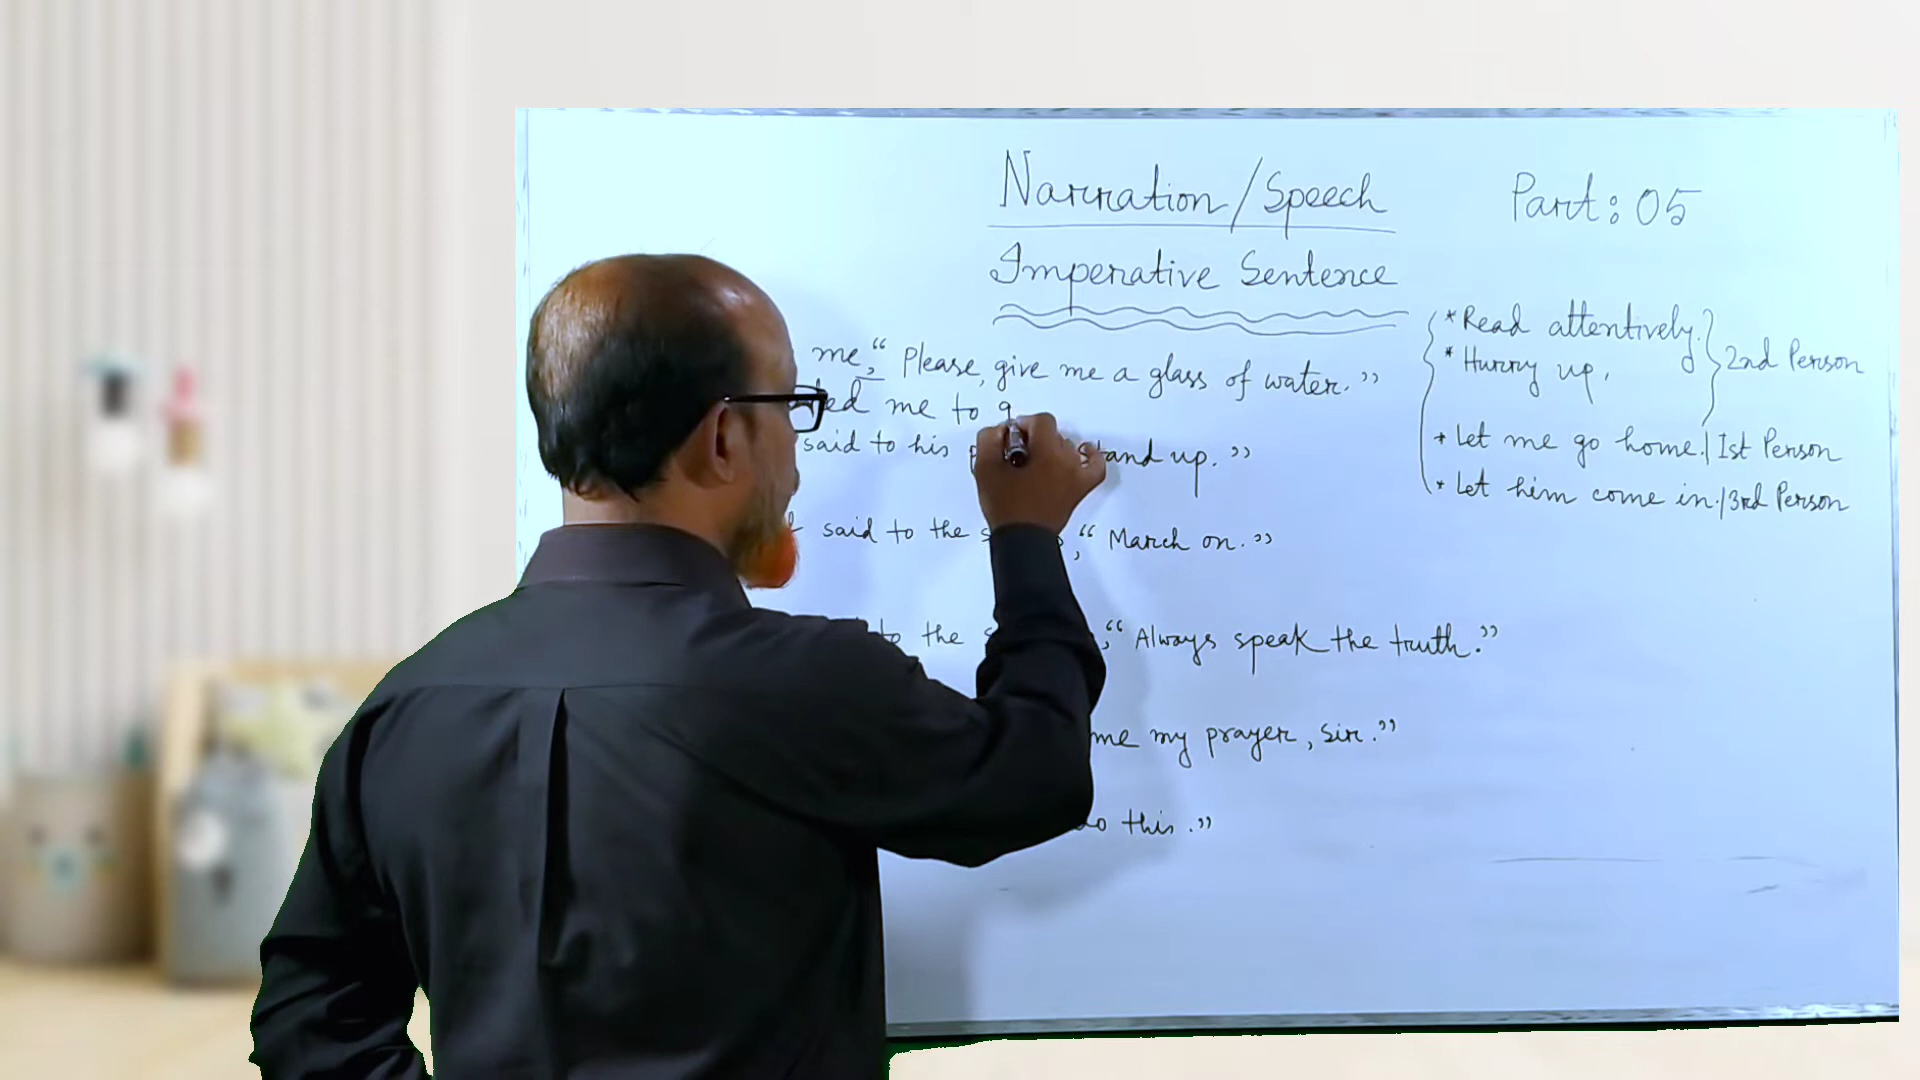 Narration/Speech
Part: 05
Imperative Sentence
me, "Please, give me a glass of water."
me to g
said to his stand up."
said to the , "March on."
to the , "Always speak the truth."
me my prayer, sir."
do this."
* Read attentively.
* Hurry up.
2nd Person
* Let me go home. / 1st Person
* Let him come in. / 3rd Person